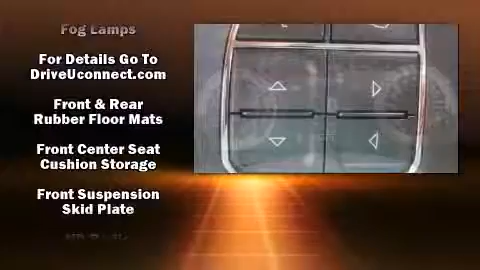 Fog Lamps
For Details Go To
DriveUconnect.com
Front & Rear
Rubber Floor Mats
Front Center Seat
Cushion Storage
Front Suspension
Skid Plate